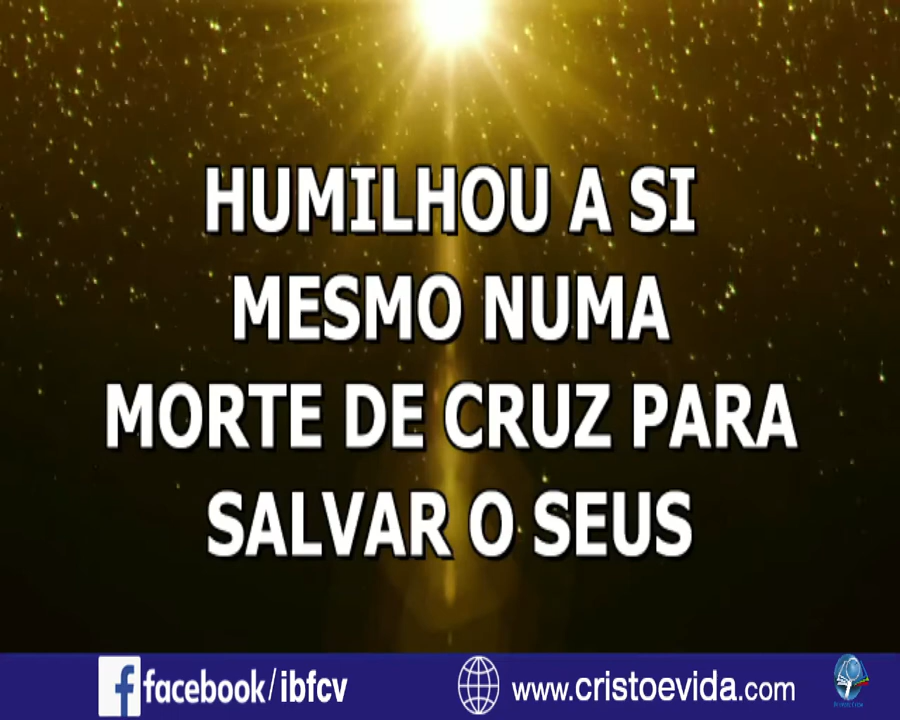 HUMILHOU A SI
MESMO NUMA
MORTE DE CRUZ PARA
SALVAR O SEUS
facebook/ibfcv www.cristoevida.com